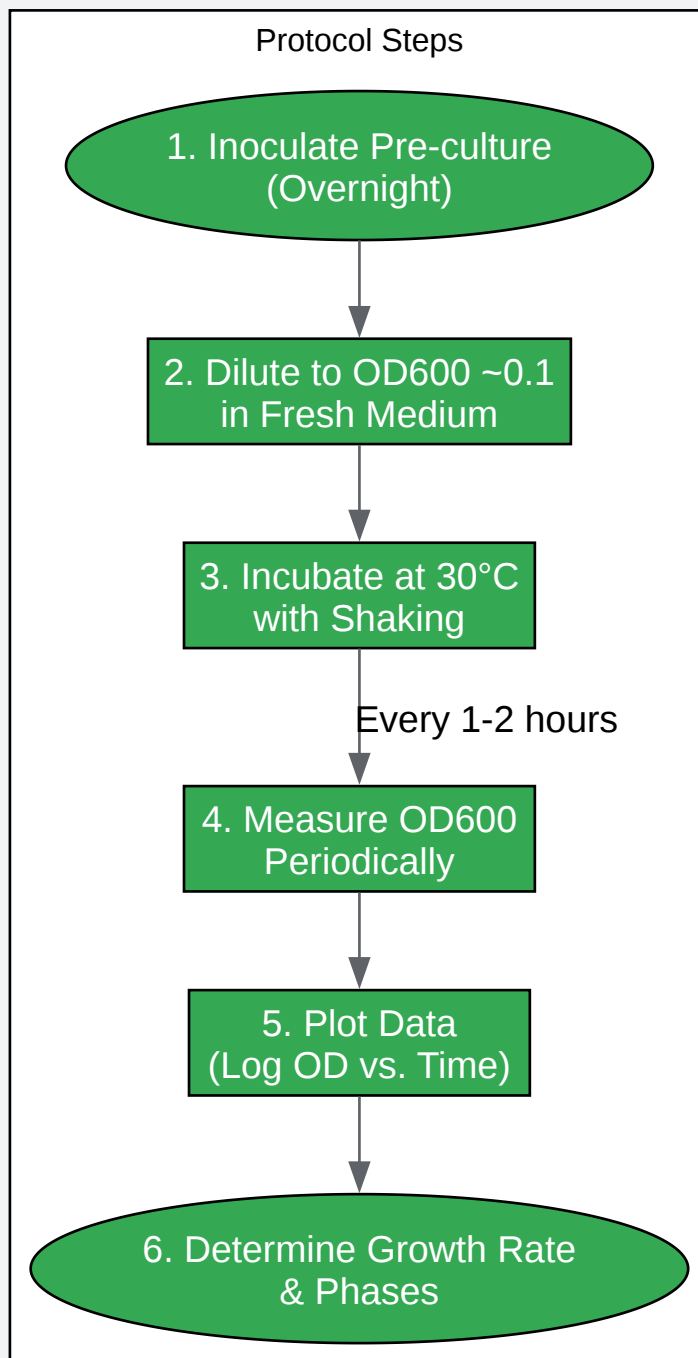 Protocol Steps
1. Inoculate Pre-culture
(Overnight)
2. Dilute to OD600 ~0.1
in Fresh Medium
3. Incubate at 30°C
with Shaking
Every 1-2 hours
4. Measure OD600
Periodically
5. Plot Data
(Log OD vs. Time)
6. Determine Growth Rate
& Phases